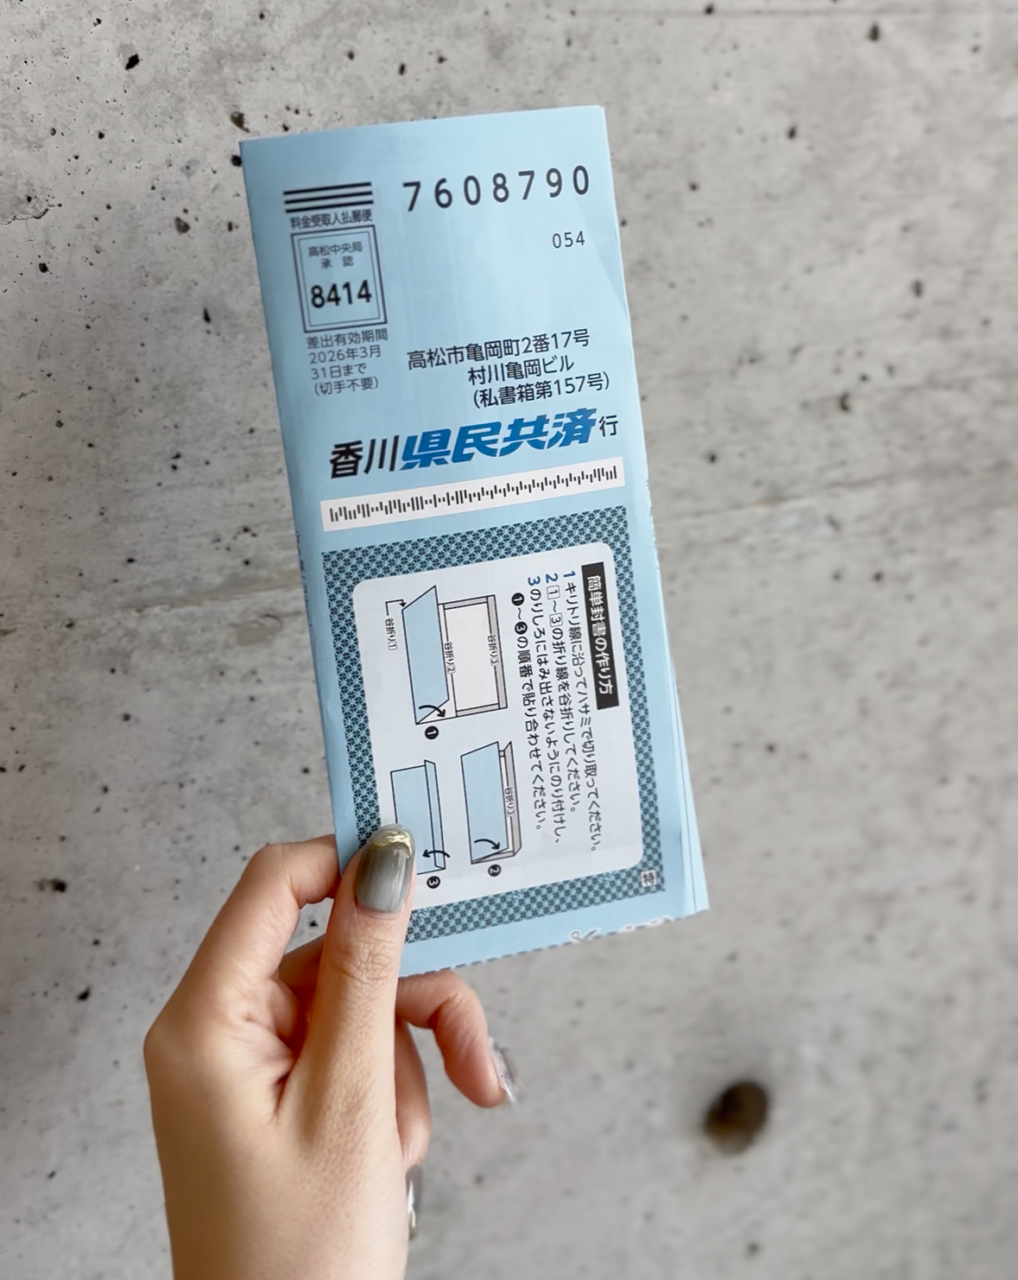 7608790
料金受取人払郵便
高松中央局
承認
8414
差出有効期間
2026年3月
31日まで
(切手不要)
054
高松市亀岡町2番17号
村川亀岡ビル
(私書箱第157号)
香川県民共済行
簡単封書の作り方
1 キリトリ線に沿ってハサミで切り取ってください。
2 1～3の折り線を谷折りしてください。
3 のりしろにはみ出さないようにのり付けし、
❶～❸の順番で貼り合わせてください。
谷折り①
谷折り②
谷折り③
❶
谷折り③
❷
❸
特